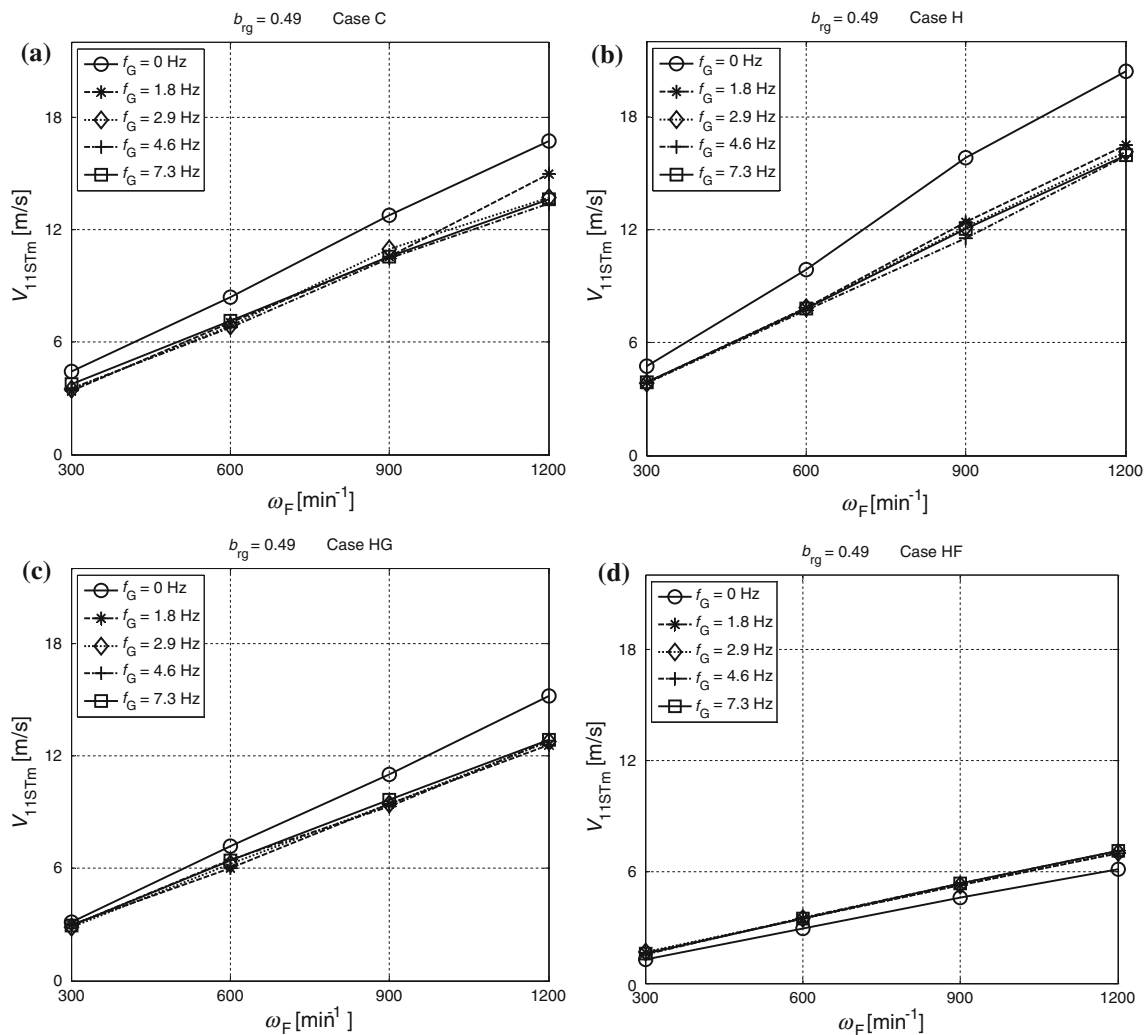 b_rg = 0.49 Case C
(a)
f_G = 0 Hz
f_G = 1.8 Hz
f_G = 2.9 Hz
f_G = 4.6 Hz
f_G = 7.3 Hz
18
12
6
0
V_11STm [m/s]
300 600 900 1200
ω_F [min⁻¹]
b_rg = 0.49 Case H
(b)
f_G = 0 Hz
f_G = 1.8 Hz
f_G = 2.9 Hz
f_G = 4.6 Hz
f_G = 7.3 Hz
18
12
6
0
V_11STm [m/s]
300 600 900 1200
ω_F [min⁻¹]
b_rg = 0.49 Case HG
(c)
f_G = 0 Hz
f_G = 1.8 Hz
f_G = 2.9 Hz
f_G = 4.6 Hz
f_G = 7.3 Hz
18
12
6
0
V_11STm [m/s]
300 600 900 1200
ω_F [min⁻¹ ]
b_rg = 0.49 Case HF
(d)
f_G = 0 Hz
f_G = 1.8 Hz
f_G = 2.9 Hz
f_G = 4.6 Hz
f_G = 7.3 Hz
18
12
6
0
V_11STm [m/s]
300 600 900 1200
ω_F [min⁻¹]